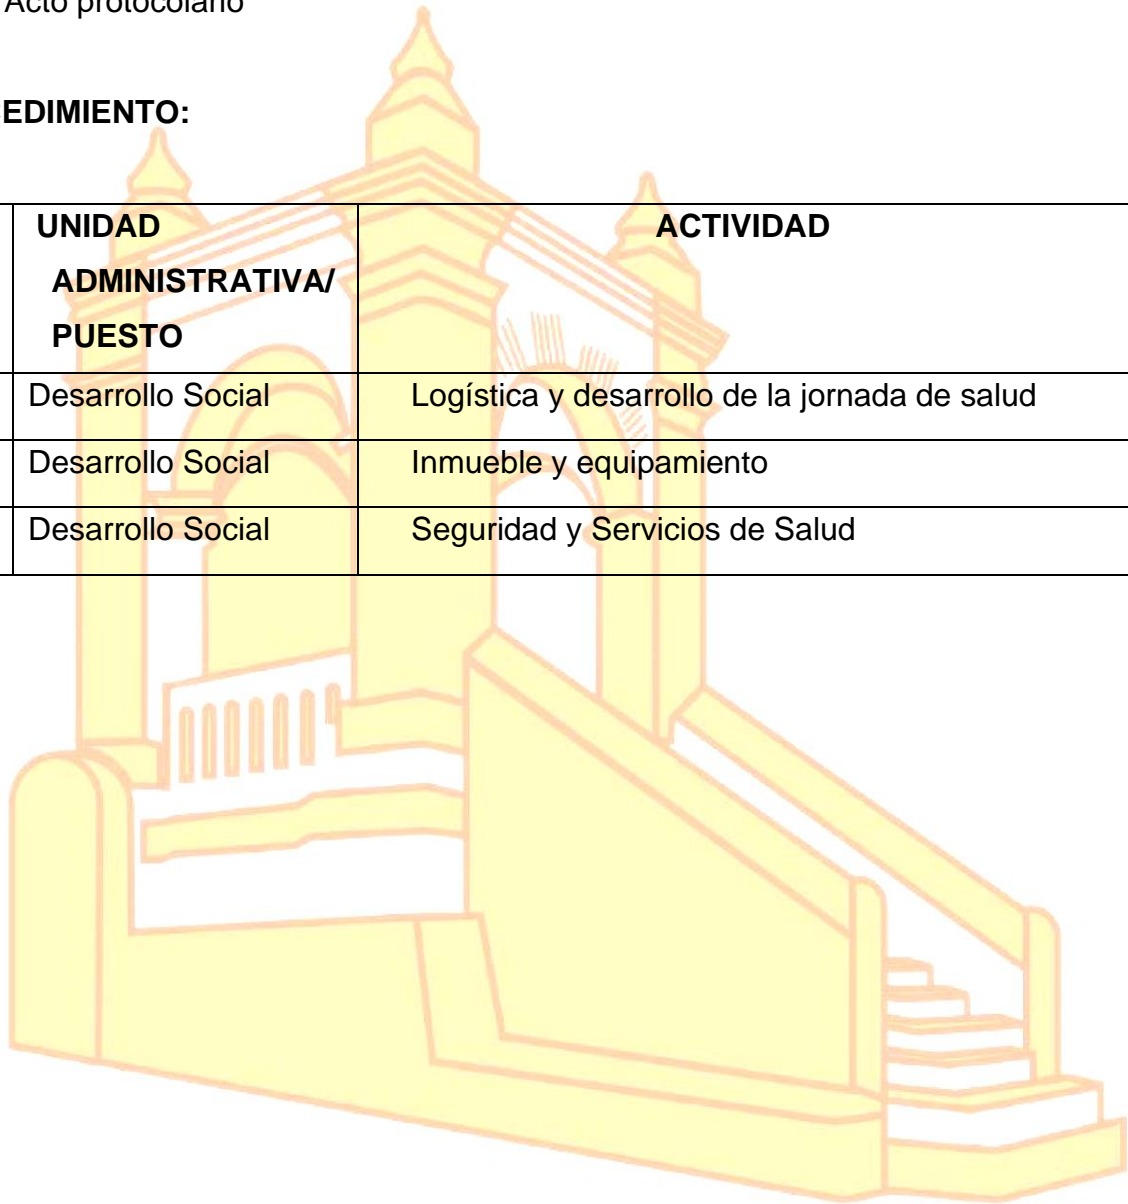 Acto protocolario
EDIMIENTO:
UNIDAD ADMINISTRATIVA/ PUESTO ACTIVIDAD
Desarrollo Social Logística y desarrollo de la jornada de salud
Desarrollo Social Inmueble y equipamiento
Desarrollo Social Seguridad y Servicios de Salud